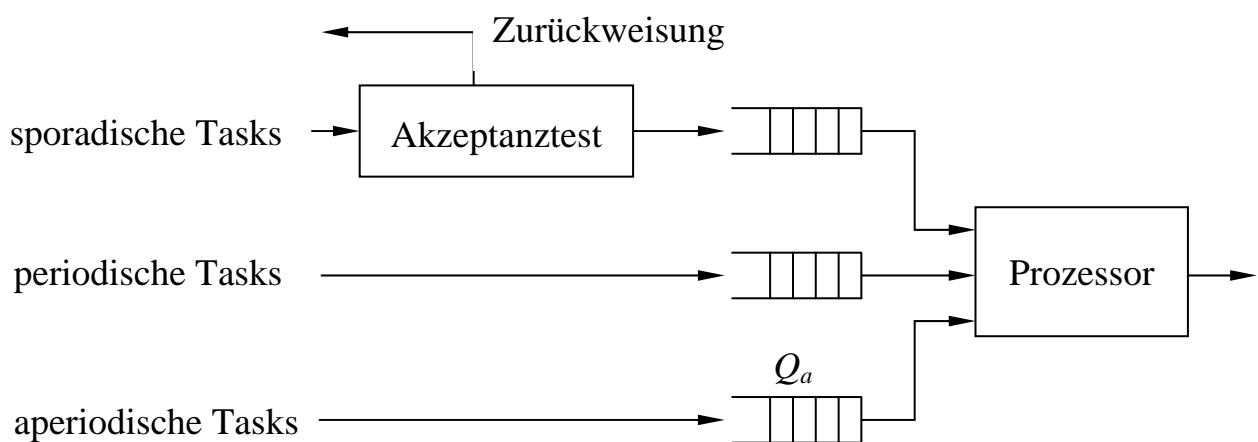 Zurückweisung
sporadische Tasks
Akzeptanztest
periodische Tasks
Prozessor
Qa
aperiodische Tasks